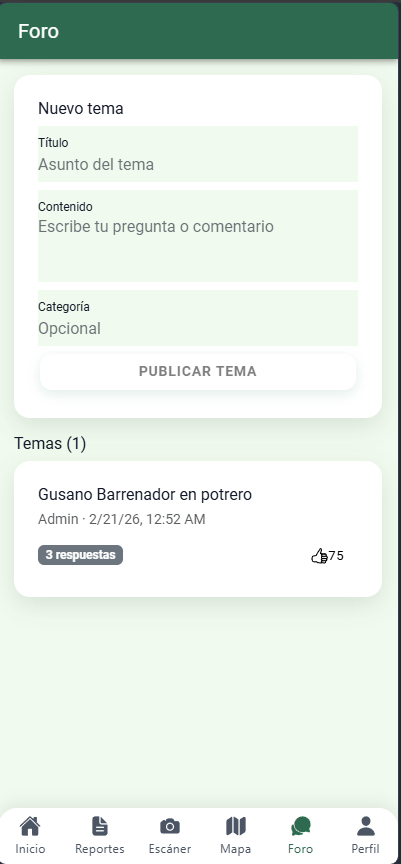 Foro
Nuevo tema
Título
Asunto del tema
Contenido
Escribe tu pregunta o comentario
Categoría
Opcional
PUBLICAR TEMA
Temas (1)
Gusano Barrenador en potrero
Admin · 2/21/26, 12:52 AM
3 respuestas 75
Inicio Reportes Escáner Mapa Foro Perfil